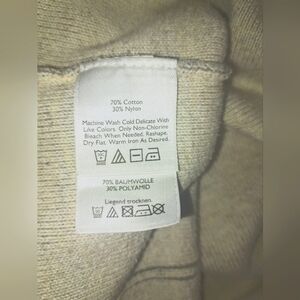 70% Cotton
30% Nylon
Machine Wash Cold Delicate With
Like Colors. Only Non-Chlorine
Bleach When Needed. Reshape.
Dry Flat. Warm Iron As Desired.
70% BAUMWOLLE
30% POLYAMID
Liegend trocknen.